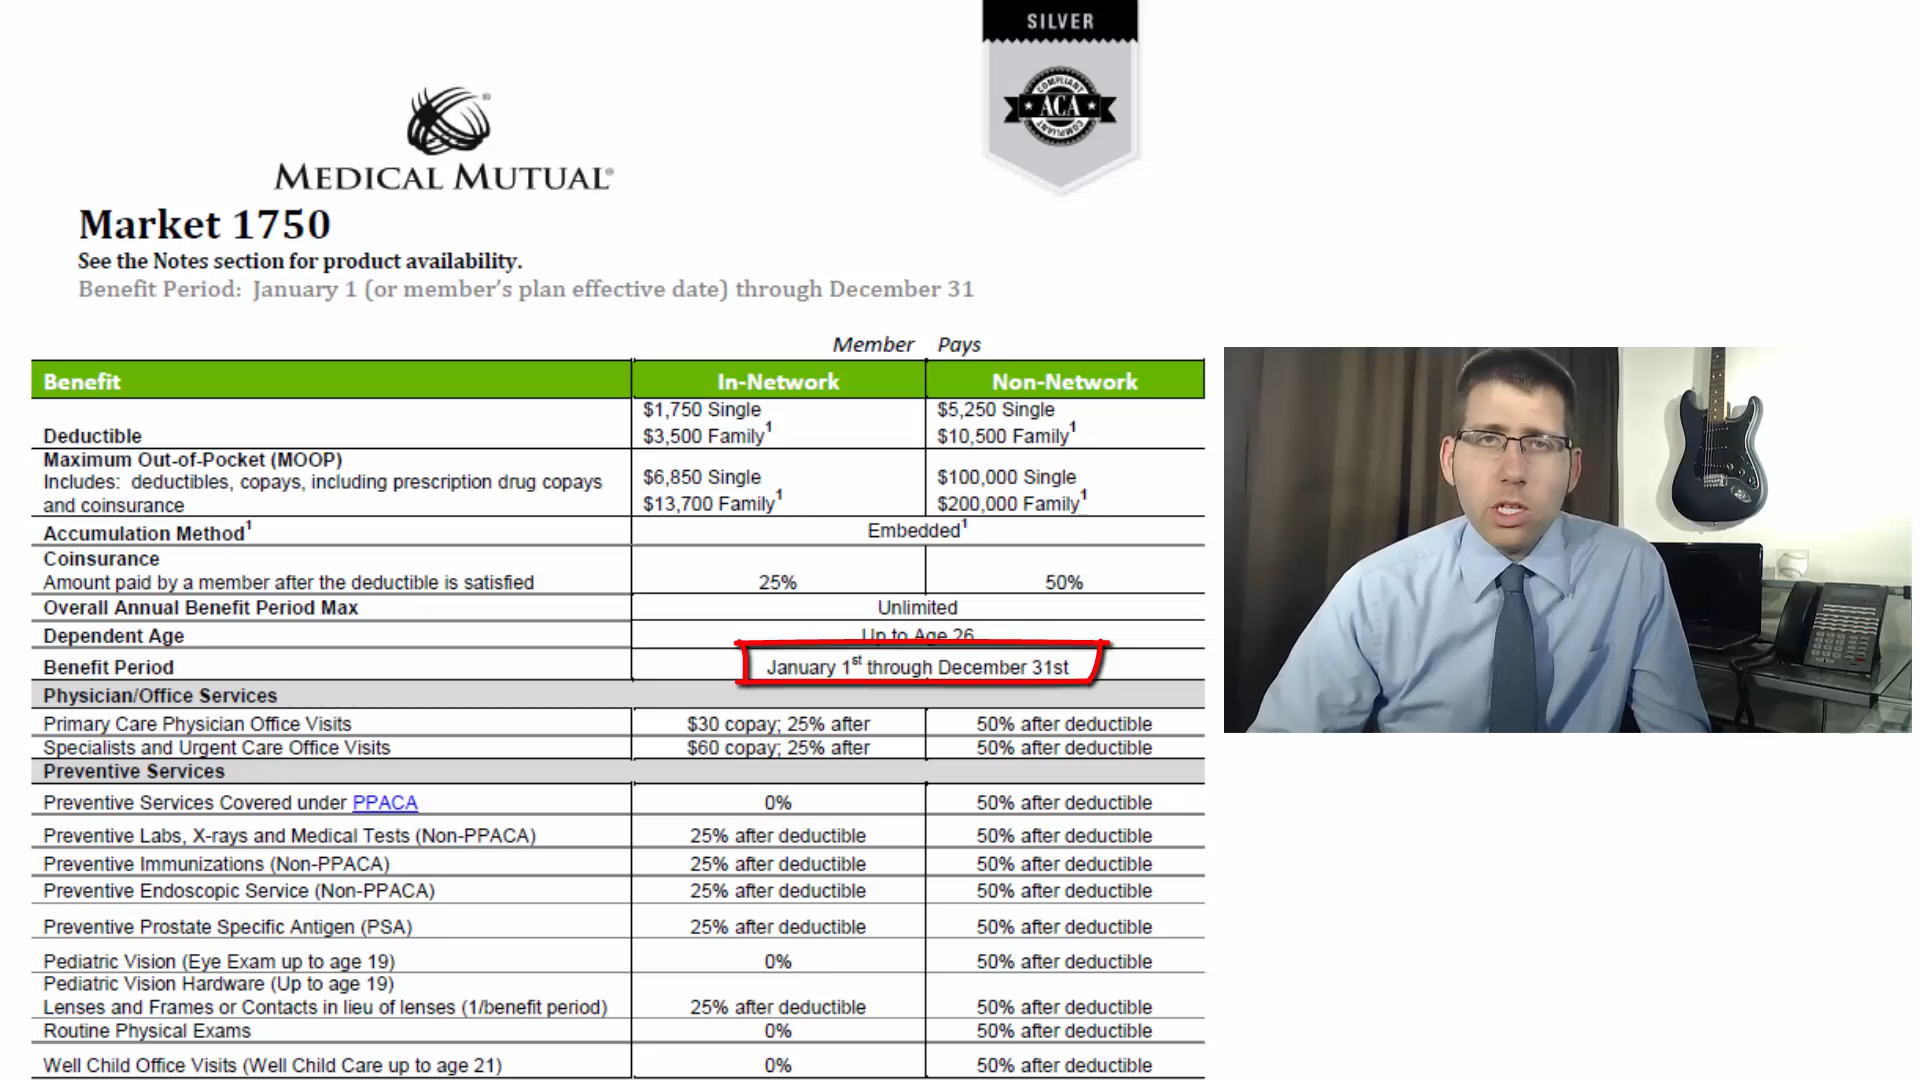 SILVER
COMPLIANT
ACA
COMPLIANT
MEDICAL MUTUAL®
Market 1750
See the Notes section for product availability.
Benefit Period: January 1 (or member's plan effective date) through December 31
Member Pays
Benefit In-Network Non-Network
$1,750 Single $5,250 Single
Deductible $3,500 Family1 $10,500 Family1
Maximum Out-of-Pocket (MOOP)
Includes: deductibles, copays, including prescription drug copays $6,850 Single $100,000 Single
and coinsurance $13,700 Family1 $200,000 Family1
Accumulation Method1 Embedded1
Coinsurance
Amount paid by a member after the deductible is satisfied 25% 50%
Overall Annual Benefit Period Max Unlimited
Dependent Age Up to Age 26
Benefit Period January 1st through December 31st
Physician/Office Services
Primary Care Physician Office Visits $30 copay; 25% after 50% after deductible
Specialists and Urgent Care Office Visits $60 copay; 25% after 50% after deductible
Preventive Services
Preventive Services Covered under PPACA 0% 50% after deductible
Preventive Labs, X-rays and Medical Tests (Non-PPACA) 25% after deductible 50% after deductible
Preventive Immunizations (Non-PPACA) 25% after deductible 50% after deductible
Preventive Endoscopic Service (Non-PPACA) 25% after deductible 50% after deductible
Preventive Prostate Specific Antigen (PSA) 25% after deductible 50% after deductible
Pediatric Vision (Eye Exam up to age 19) 0% 50% after deductible
Pediatric Vision Hardware (Up to age 19)
Lenses and Frames or Contacts in lieu of lenses (1/benefit period) 25% after deductible 50% after deductible
Routine Physical Exams 0% 50% after deductible
Well Child Office Visits (Well Child Care up to age 21) 0% 50% after deductible